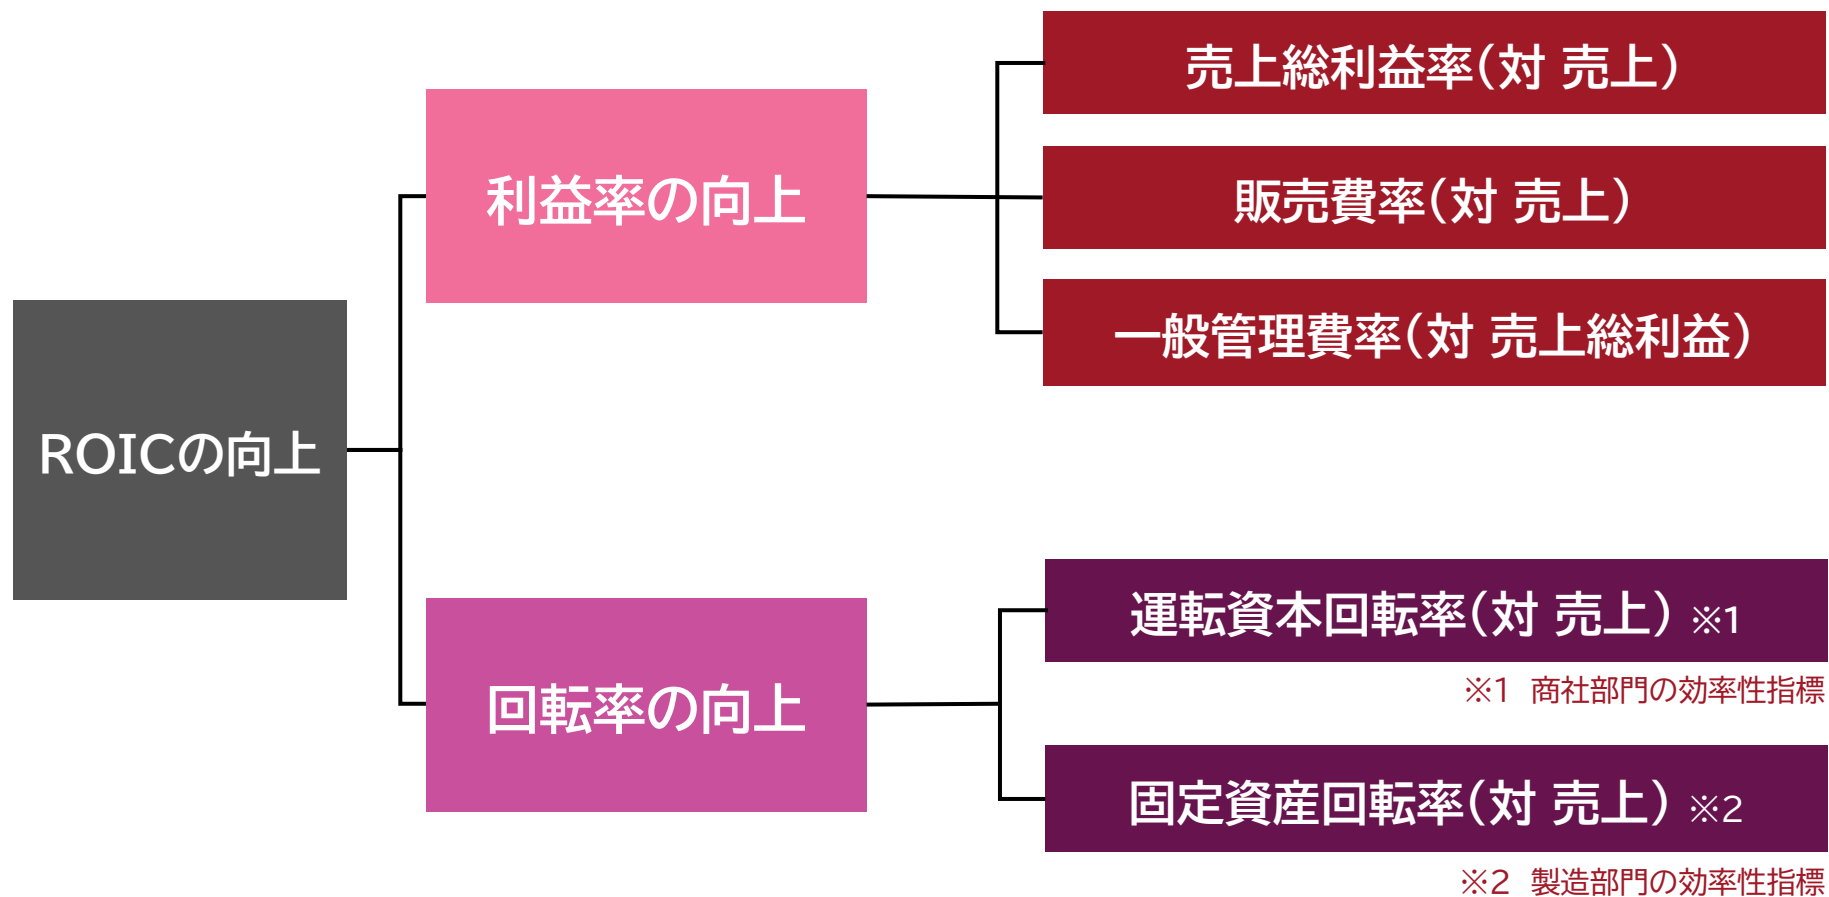 ROICの向上
利益率の向上
売上総利益率(対 売上)
販売費率(対 売上)
一般管理費率(対 売上総利益)
回転率の向上
運転資本回転率(対 売上) ※1
※1 商社部門の効率性指標
固定資産回転率(対 売上) ※2
※2 製造部門の効率性指標